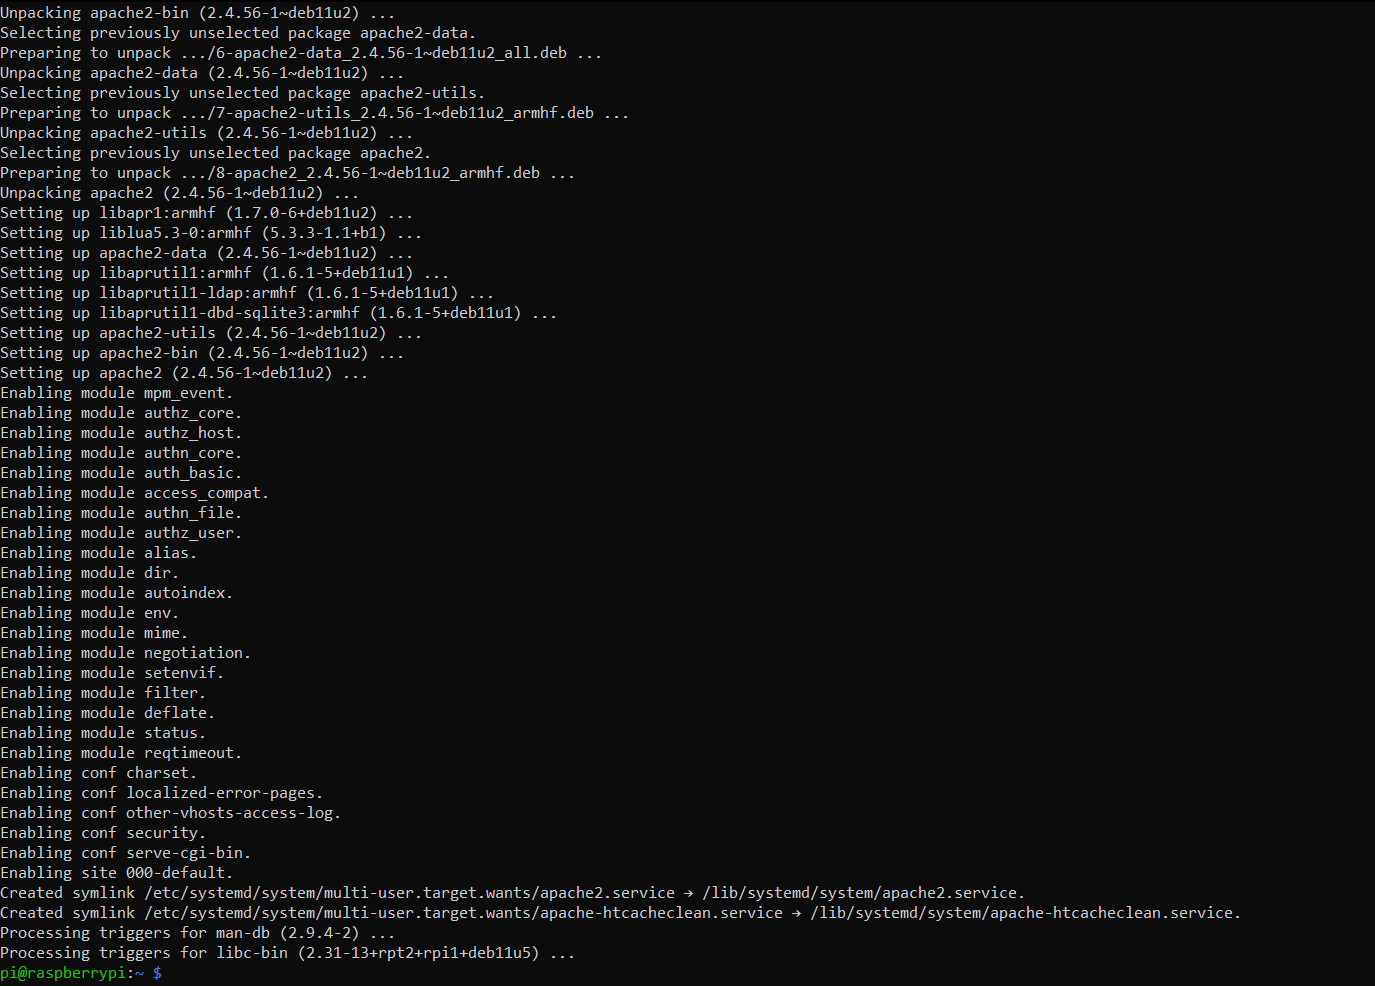 Unpacking apache2-bin (2.4.56-1~deb11u2) ...
Selecting previously unselected package apache2-data.
Preparing to unpack .../6-apache2-data_2.4.56-1~deb11u2_all.deb ...
Unpacking apache2-data (2.4.56-1~deb11u2) ...
Selecting previously unselected package apache2-utils.
Preparing to unpack .../7-apache2-utils_2.4.56-1~deb11u2_armhf.deb ...
Unpacking apache2-utils (2.4.56-1~deb11u2) ...
Selecting previously unselected package apache2.
Preparing to unpack .../8-apache2_2.4.56-1~deb11u2_armhf.deb ...
Unpacking apache2 (2.4.56-1~deb11u2) ...
Setting up libapr1:armhf (1.7.0-6+deb11u2) ...
Setting up liblua5.3-0:armhf (5.3.3-1.1+b1) ...
Setting up apache2-data (2.4.56-1~deb11u2) ...
Setting up libaprutil1:armhf (1.6.1-5+deb11u1) ...
Setting up libaprutil1-ldap:armhf (1.6.1-5+deb11u1) ...
Setting up libaprutil1-dbd-sqlite3:armhf (1.6.1-5+deb11u1) ...
Setting up apache2-utils (2.4.56-1~deb11u2) ...
Setting up apache2-bin (2.4.56-1~deb11u2) ...
Setting up apache2 (2.4.56-1~deb11u2) ...
Enabling module mpm_event.
Enabling module authz_core.
Enabling module authz_host.
Enabling module authn_core.
Enabling module auth_basic.
Enabling module access_compat.
Enabling module authn_file.
Enabling module authz_user.
Enabling module alias.
Enabling module dir.
Enabling module autoindex.
Enabling module env.
Enabling module mime.
Enabling module negotiation.
Enabling module setenvif.
Enabling module filter.
Enabling module deflate.
Enabling module status.
Enabling module reqtimeout.
Enabling conf charset.
Enabling conf localized-error-pages.
Enabling conf other-vhosts-access-log.
Enabling conf security.
Enabling conf serve-cgi-bin.
Enabling site 000-default.
Created symlink /etc/systemd/system/multi-user.target.wants/apache2.service → /lib/systemd/system/apache2.service.
Created symlink /etc/systemd/system/multi-user.target.wants/apache-htcacheclean.service → /lib/systemd/system/apache-htcacheclean.service.
Processing triggers for man-db (2.9.4-2) ...
Processing triggers for libc-bin (2.31-13+rpt2+rpi1+deb11u5) ...
pi@raspberrypi:~ $